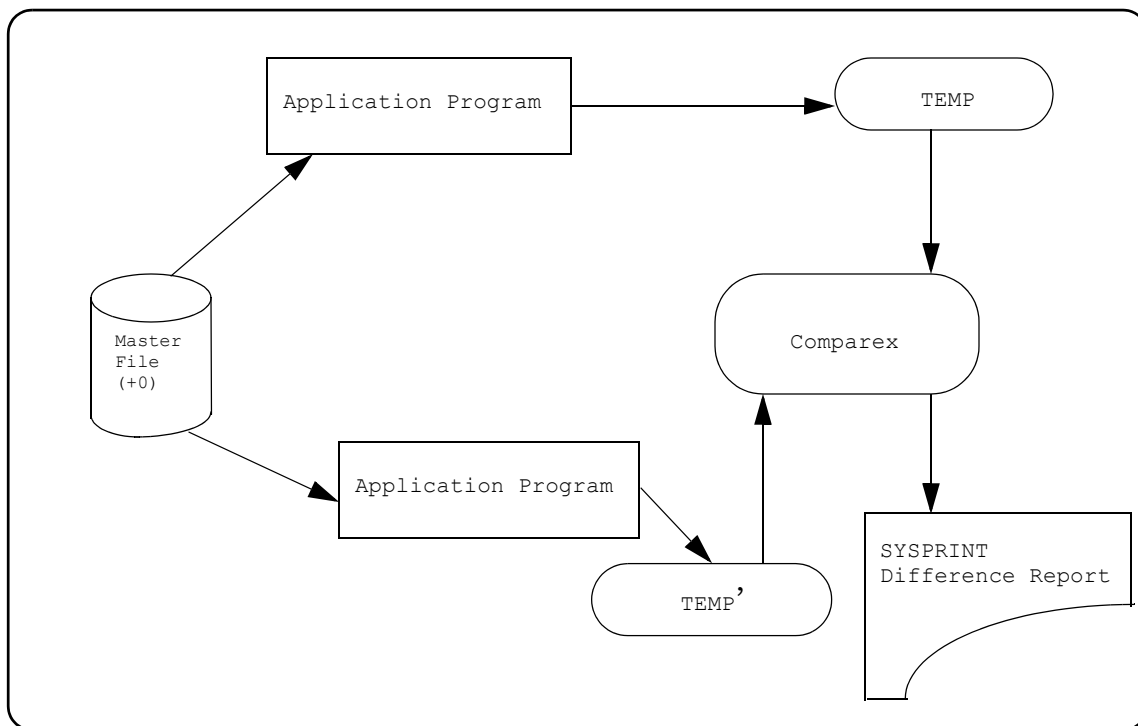 Application Program
TEMP
Master
File
(+0)
Comparex
Application Program
TEMP’
SYSPRINT
Difference Report